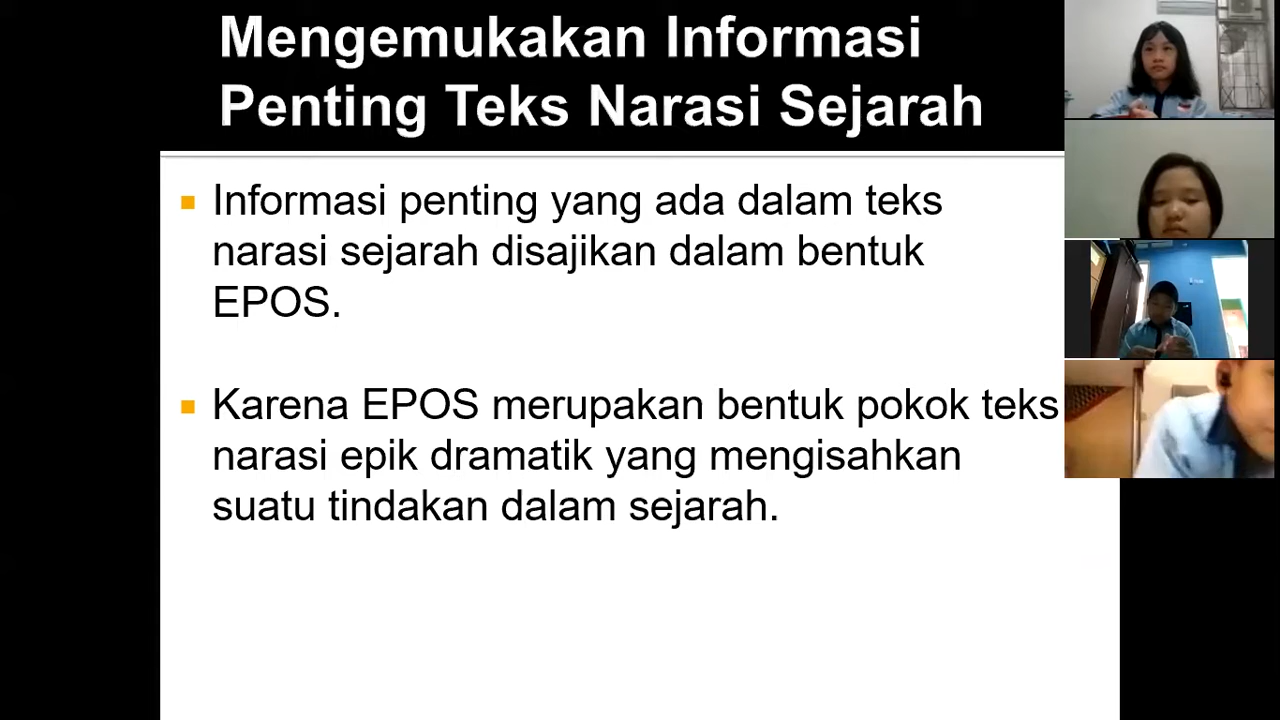 Mengemukakan Informasi
Penting Teks Narasi Sejarah
Informasi penting yang ada dalam teks
narasi sejarah disajikan dalam bentuk
EPOS.
Karena EPOS merupakan bentuk pokok teks
narasi epik dramatik yang mengisahkan
suatu tindakan dalam sejarah.